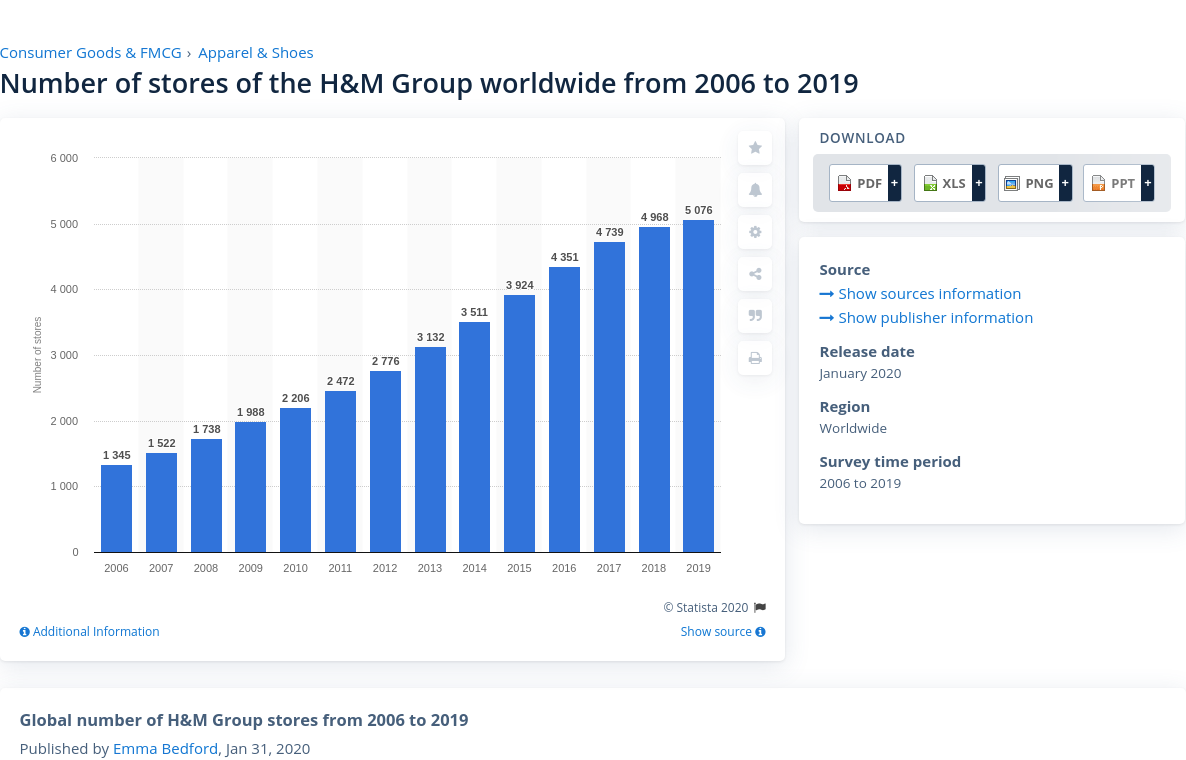 Consumer Goods & FMCG › Apparel & Shoes
Number of stores of the H&M Group worldwide from 2006 to 2019
6 000
5 000
4 000
3 000
2 000
1 000
0
Number of stores
1 345
1 522
1 738
1 988
2 206
2 472
2 776
3 132
3 511
3 924
4 351
4 739
4 968
5 076
2006 2007 2008 2009 2010 2011 2012 2013 2014 2015 2016 2017 2018 2019
© Statista 2020
Additional Information
Show source
DOWNLOAD
PDF + XLS + PNG + PPT +
Source
Show sources information
Show publisher information
Release date
January 2020
Region
Worldwide
Survey time period
2006 to 2019
Global number of H&M Group stores from 2006 to 2019
Published by Emma Bedford, Jan 31, 2020